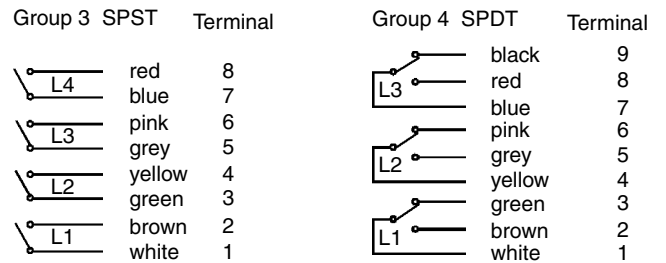 Group 3 SPST Terminal
L4 red 8
blue 7
L3 pink 6
grey 5
L2 yellow 4
green 3
L1 brown 2
white 1
Group 4 SPDT Terminal
black 9
L3 red 8
blue 7
pink 6
L2 grey 5
yellow 4
green 3
L1 brown 2
white 1